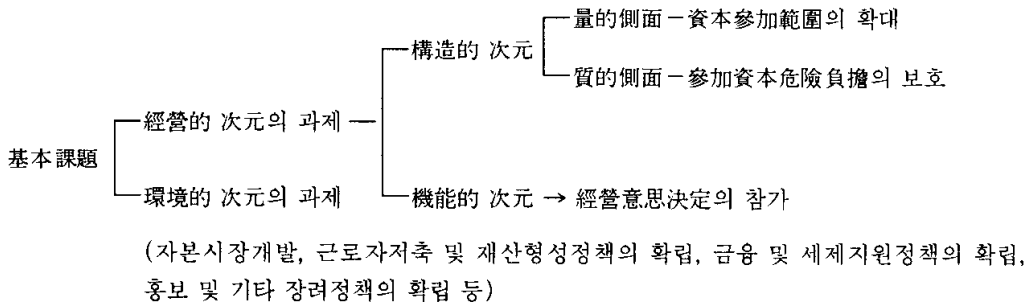 量的側面－資本參加範圍의 확대
構造的 次元
質的側面－參加資本危險負擔의 보호
經營的 次元의 과제
基本課題
環境的 次元의 과제
機能的 次元 → 經營意思決定의 참가
(자본시장개발, 근로자저축 및 재산형성정책의 확립, 금융 및 세제지원정책의 확립,
홍보 및 기타 장려정책의 확립 등)